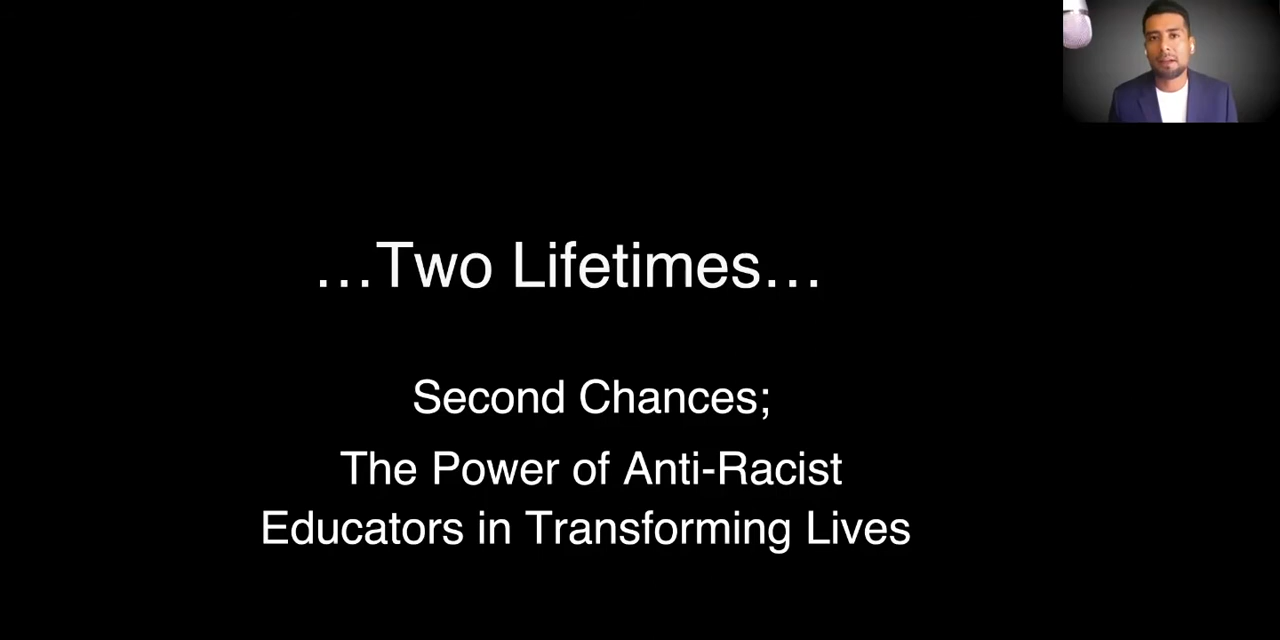 …Two Lifetimes…
Second Chances;
The Power of Anti-Racist
Educators in Transforming Lives